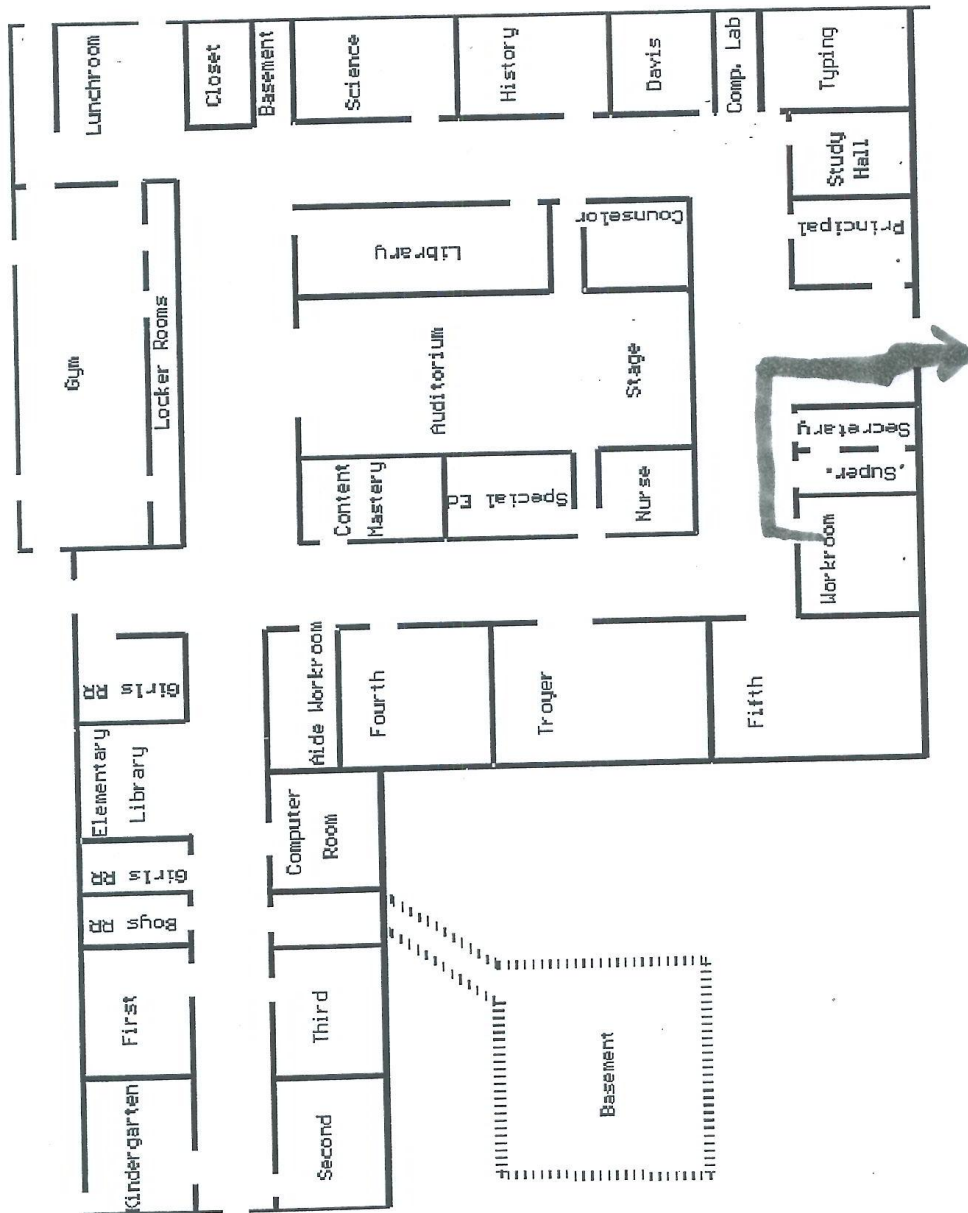 Lunchroom
Closet
Basement
Science
History
Davis
Comp. Lab
Typing
Study
Hall
Principal
Counselor
Library
Gym
Locker Rooms
Auditorium
Stage
Content
Mastery
Special Ed
Nurse
Secretary
Super.
Workroom
Girls RR
Elementary
Library
Girls RR
Boys RR
First
Kindergarten
Aide Workroom
Fourth
Troyer
Fifth
Computer
Room
Third
Second
Basement